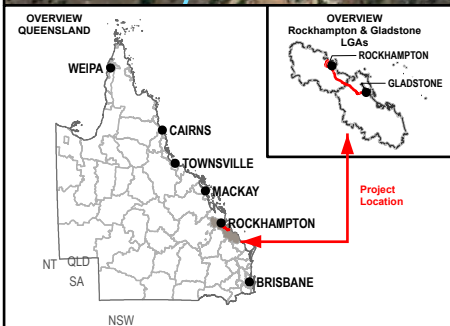 OVERVIEW
QUEENSLAND
WEIPA
CAIRNS
TOWNSVILLE
MACKAY
ROCKHAMPTON
BRISBANE
NT
QLD
SA
NSW
OVERVIEW
Rockhampton & Gladstone
LGAs
ROCKHAMPTON
GLADSTONE
Project
Location